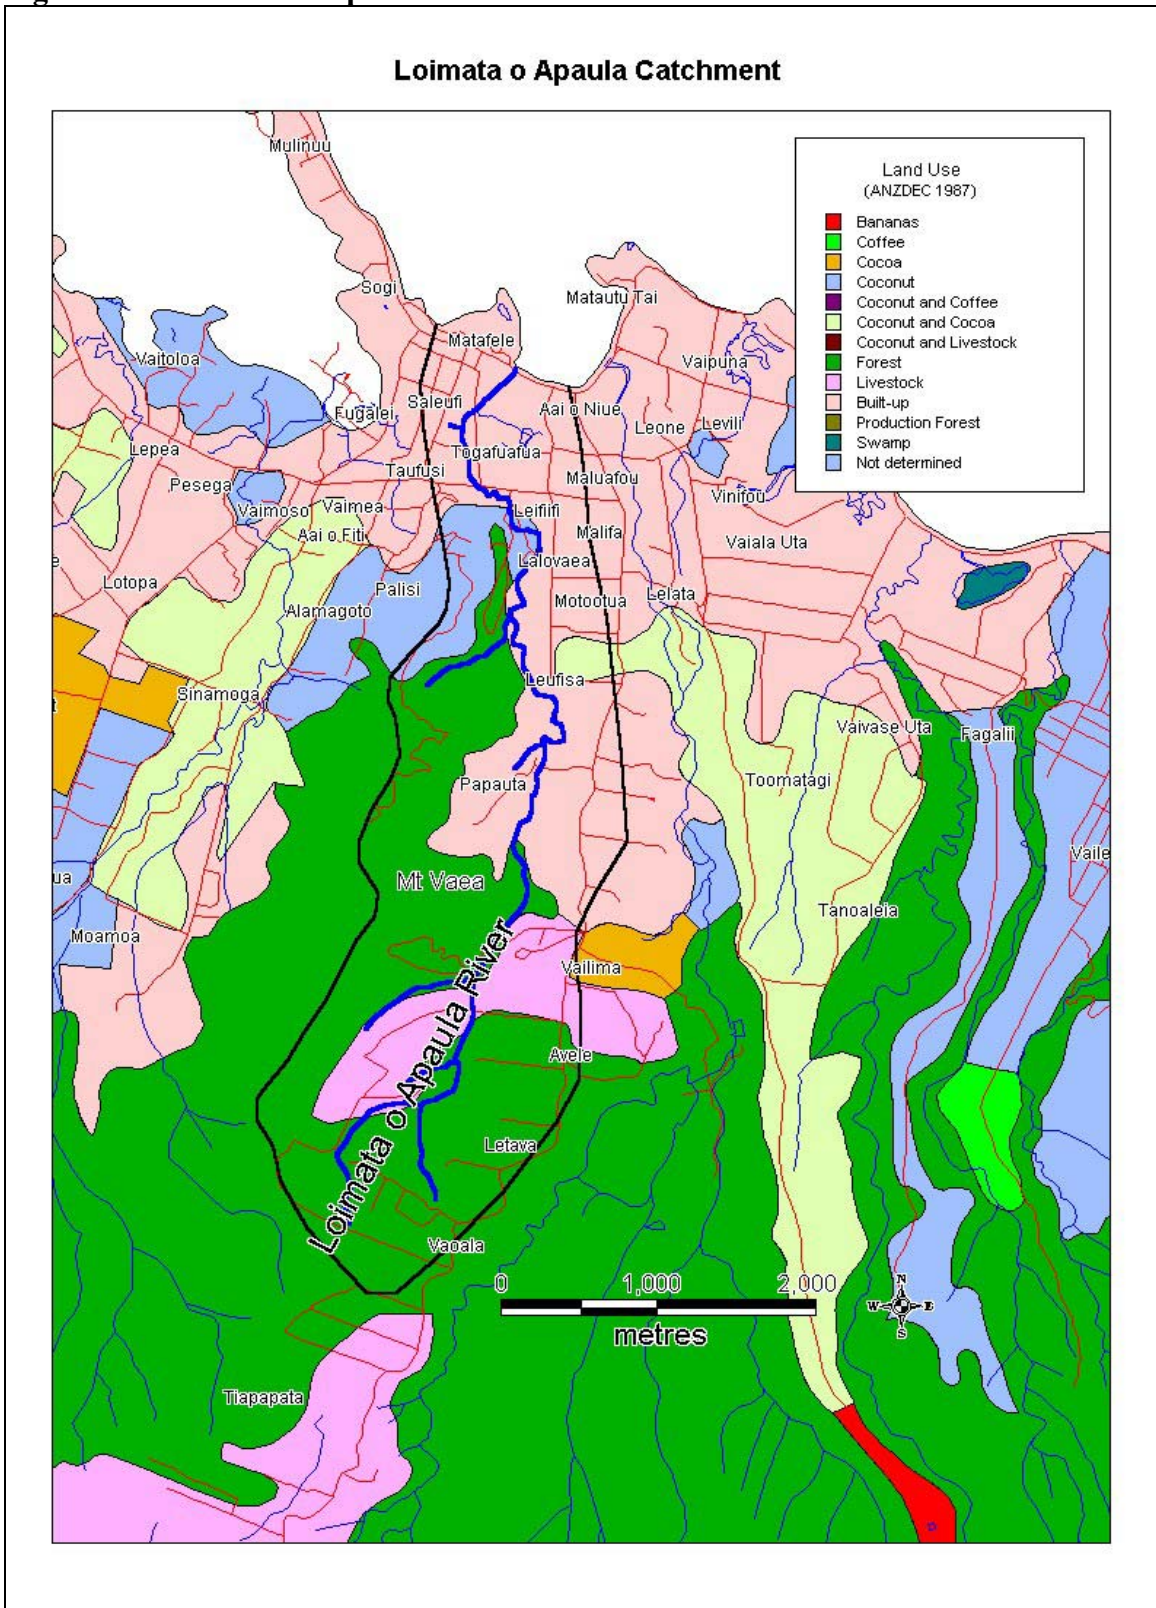 Loimata o Apaula Catchment
Land Use
(ANZDEC 1987)
Bananas
Coffee
Cocoa
Coconut
Coconut and Coffee
Coconut and Cocoa
Coconut and Livestock
Forest
Livestock
Built-up
Production Forest
Swamp
Not determined
Mulinuu
Sogi
Matautu Tai
Matafele
Vaitoloa
Vaipuna
Saleufi
Fugalei
Aai o Niue
Leone
Levili
Lepea
Togafuafua
Taufusi
Maluafou
Pesega
Vinifou
Vaimoso
Vaimea
Leifiifi
Aai o Fiti
Malifa
Vaiala Uta
Lalovaea
Lotopa
Palisi
Motootua
Lelata
Alamagoto
Leufisa
Sinamoga
Vaivase Uta
Fagalii
Papauta
Toomatagi
Vaile
ua
Mt Vaea
Tanoaleia
Moamoa
Vailima
Loimata o Apaula River
Avele
Letava
Vaoala
0 1,000 2,000
metres
N
W E
S
Tiapapata